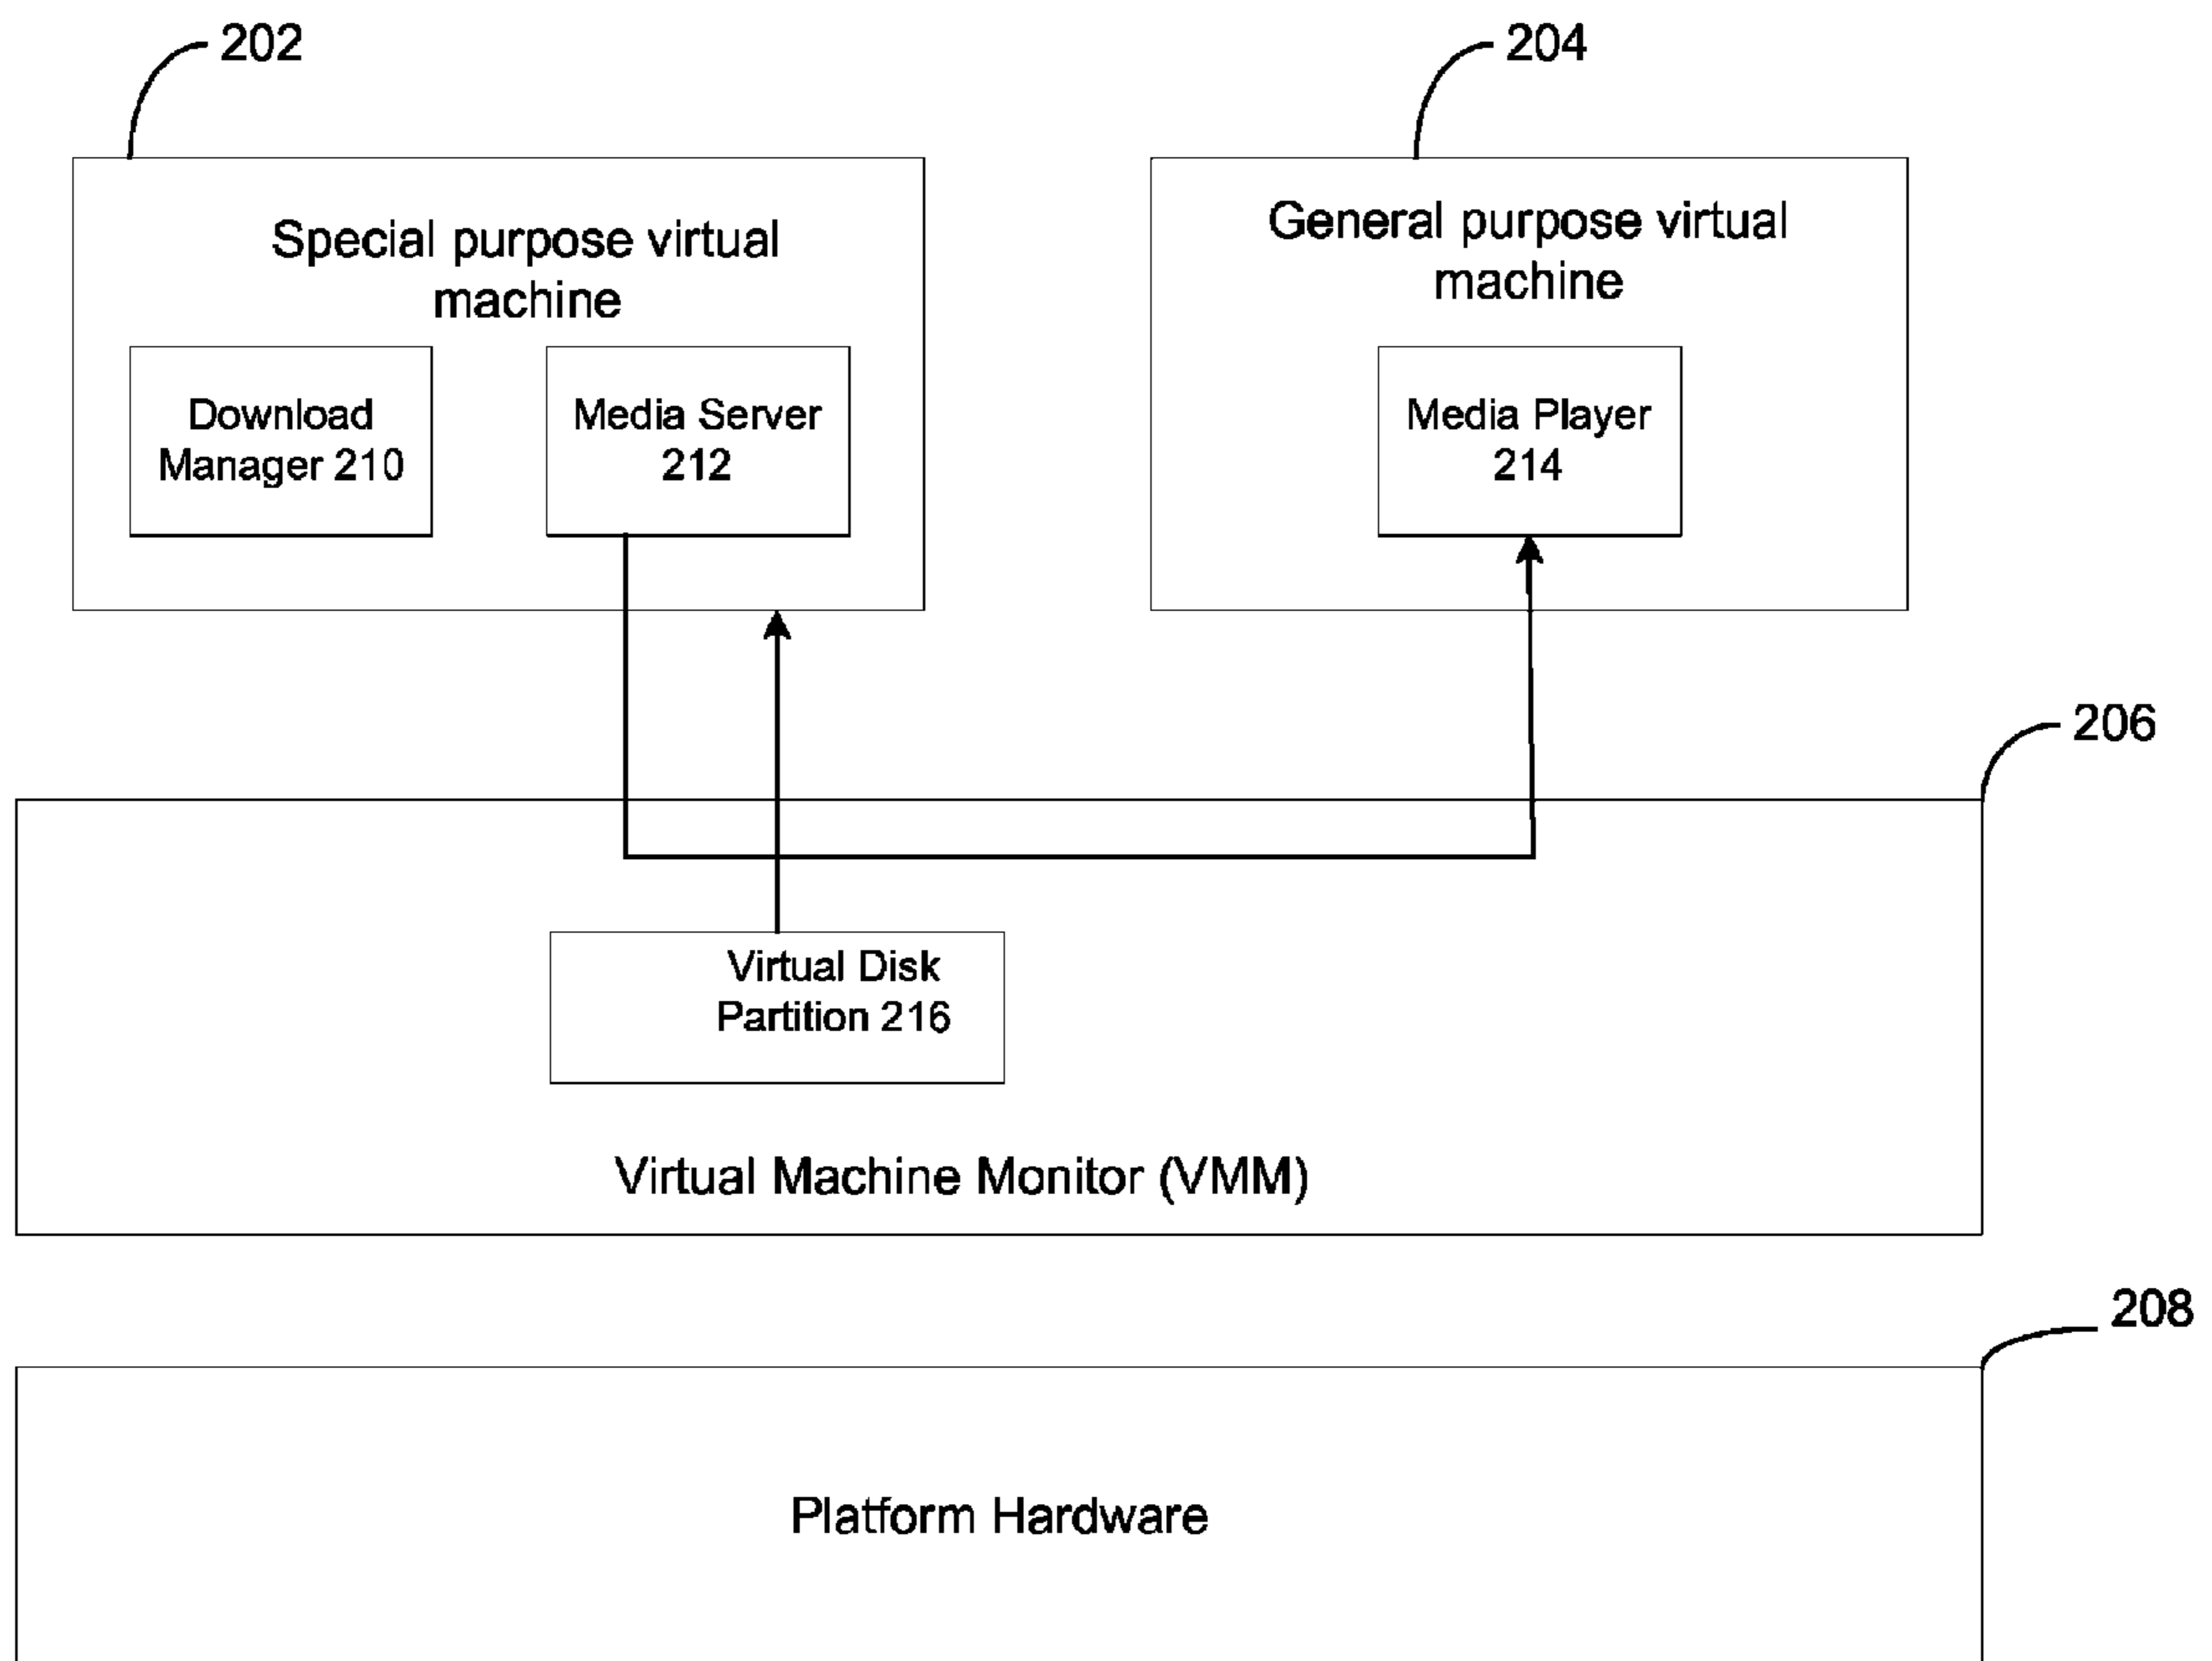 202
204
Special purpose virtual
machine
General purpose virtual
machine
Download
Manager 210
Media Server
212
Media Player
214
206
Virtual Disk
Partition 216
Virtual Machine Monitor (VMM)
208
Platform Hardware